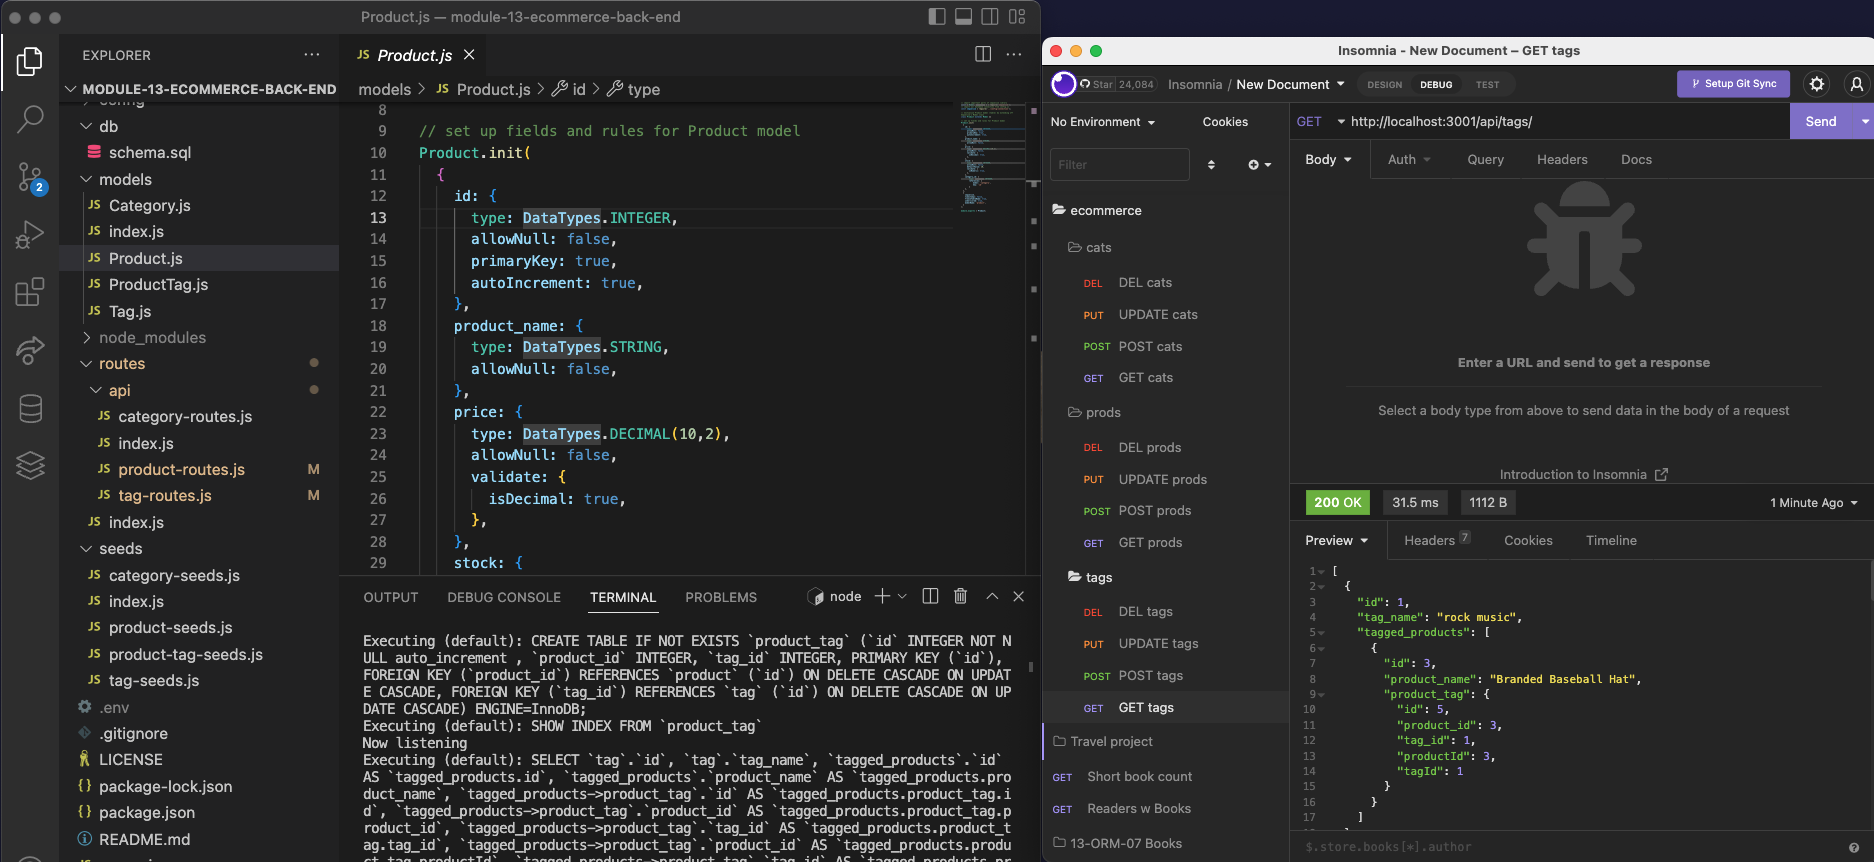 Product.js — module-13-ecommerce-back-end
EXPLORER
MODULE-13-ECOMMERCE-BACK-END
config
db
schema.sql
models
JS Category.js
JS index.js
JS Product.js
JS ProductTag.js
JS Tag.js
node_modules
routes
api
JS category-routes.js
JS index.js
JS product-routes.js M
JS tag-routes.js M
JS index.js
seeds
JS category-seeds.js
JS index.js
JS product-seeds.js
JS product-tag-seeds.js
JS tag-seeds.js
.env
.gitignore
LICENSE
{} package-lock.json
{} package.json
README.md
2
JS Product.js
models > JS Product.js > id > type
8
9 // set up fields and rules for Product model
10 Product.init(
11 {
12 id: {
13 type: DataTypes.INTEGER,
14 allowNull: false,
15 primaryKey: true,
16 autoIncrement: true,
17 },
18 product_name: {
19 type: DataTypes.STRING,
20 allowNull: false,
21 },
22 price: {
23 type: DataTypes.DECIMAL(10,2),
24 allowNull: false,
25 validate: {
26 isDecimal: true,
27 },
28 },
29 stock: {
OUTPUT DEBUG CONSOLE TERMINAL PROBLEMS node
Executing (default): CREATE TABLE IF NOT EXISTS `product_tag` (`id` INTEGER NOT N
ULL auto_increment , `product_id` INTEGER, `tag_id` INTEGER, PRIMARY KEY (`id`),
FOREIGN KEY (`product_id`) REFERENCES `product` (`id`) ON DELETE CASCADE ON UPDAT
E CASCADE, FOREIGN KEY (`tag_id`) REFERENCES `tag` (`id`) ON DELETE CASCADE ON UP
DATE CASCADE) ENGINE=InnoDB;
Executing (default): SHOW INDEX FROM `product_tag`
Now listening
Executing (default): SELECT `tag`.`id`, `tag`.`tag_name`, `tagged_products`.`id`
AS `tagged_products.id`, `tagged_products`.`product_name` AS `tagged_products.pro
duct_name`, `tagged_products->product_tag`.`id` AS `tagged_products.product_tag.i
d`, `tagged_products->product_tag`.`product_id` AS `tagged_products.product_tag.p
roduct_id`, `tagged_products->product_tag`.`tag_id` AS `tagged_products.product_t
ag.tag_id`, `tagged_products->product_tag`.`product_id` AS `tagged_products.produ
Insomnia - New Document – GET tags
Star 24,084 Insomnia / New Document DESIGN DEBUG TEST Setup Git Sync
No Environment Cookies
Filter
ecommerce
cats
DEL DEL cats
PUT UPDATE cats
POST POST cats
GET GET cats
prods
DEL DEL prods
PUT UPDATE prods
POST POST prods
GET GET prods
tags
DEL DEL tags
PUT UPDATE tags
POST POST tags
GET GET tags
Travel project
GET Short book count
GET Readers w Books
13-ORM-07 Books
GET http://localhost:3001/api/tags/ Send
Body Auth Query Headers Docs
Enter a URL and send to get a response
Select a body type from above to send data in the body of a request
Introduction to Insomnia
200 OK 31.5 ms 1112 B 1 Minute Ago
Preview Headers 7 Cookies Timeline
1 [
2 {
3 "id": 1,
4 "tag_name": "rock music",
5 "tagged_products": [
6 {
7 "id": 3,
8 "product_name": "Branded Baseball Hat",
9 "product_tag": {
10 "id": 5,
11 "product_id": 3,
12 "tag_id": 1,
13 "productId": 3,
14 "tagId": 1
15 }
16 }
17 ]
$.store.books[*].author